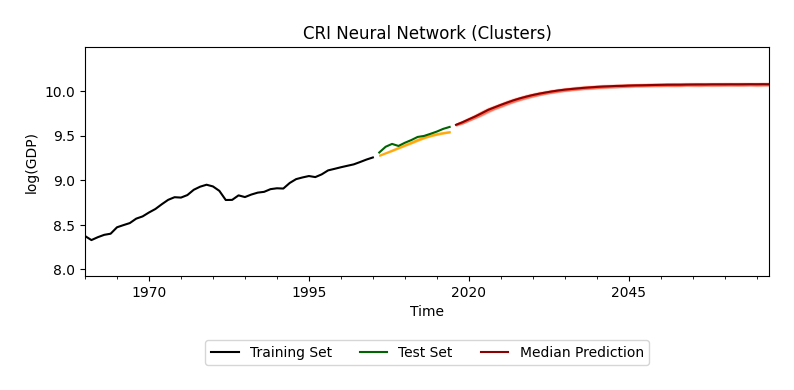 CRI Neural Network (Clusters)
10.0
9.5
9.0
8.5
8.0
log(GDP)
1970 1995 2020 2045
Time
Training Set Test Set Median Prediction